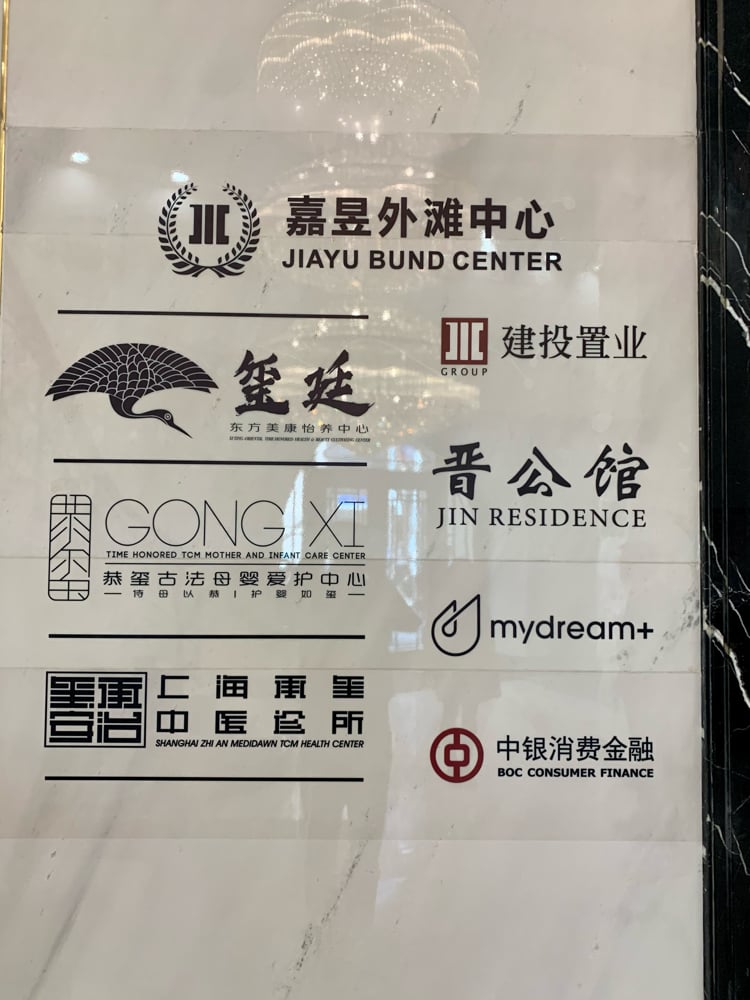 嘉昱外滩中心
JIAYU BUND CENTER
玺廷
东方美康怡养中心
GONG XI
TIME HONORED TCM MOTHER AND INFANT CARE CENTER
恭玺古法母婴爱护中心
侍母以恭 | 护婴如玺
上海承玺
中医诊所
SHANGHAI ZHI AN MEDIDAWN TCM HEALTH CENTER
GROUP
建投置业
晋公馆
JIN RESIDENCE
mydream+
中银消费金融
BOC CONSUMER FINANCE